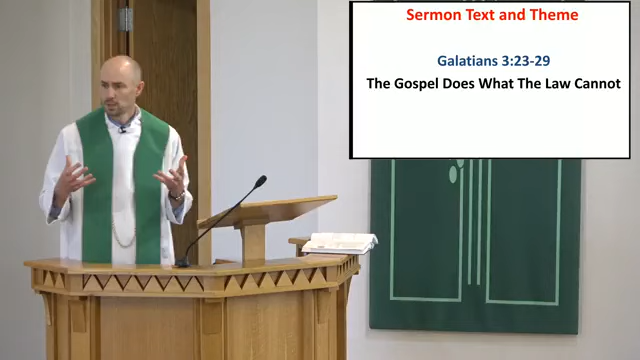 Sermon Text and Theme
Galatians 3:23-29
The Gospel Does What The Law Cannot